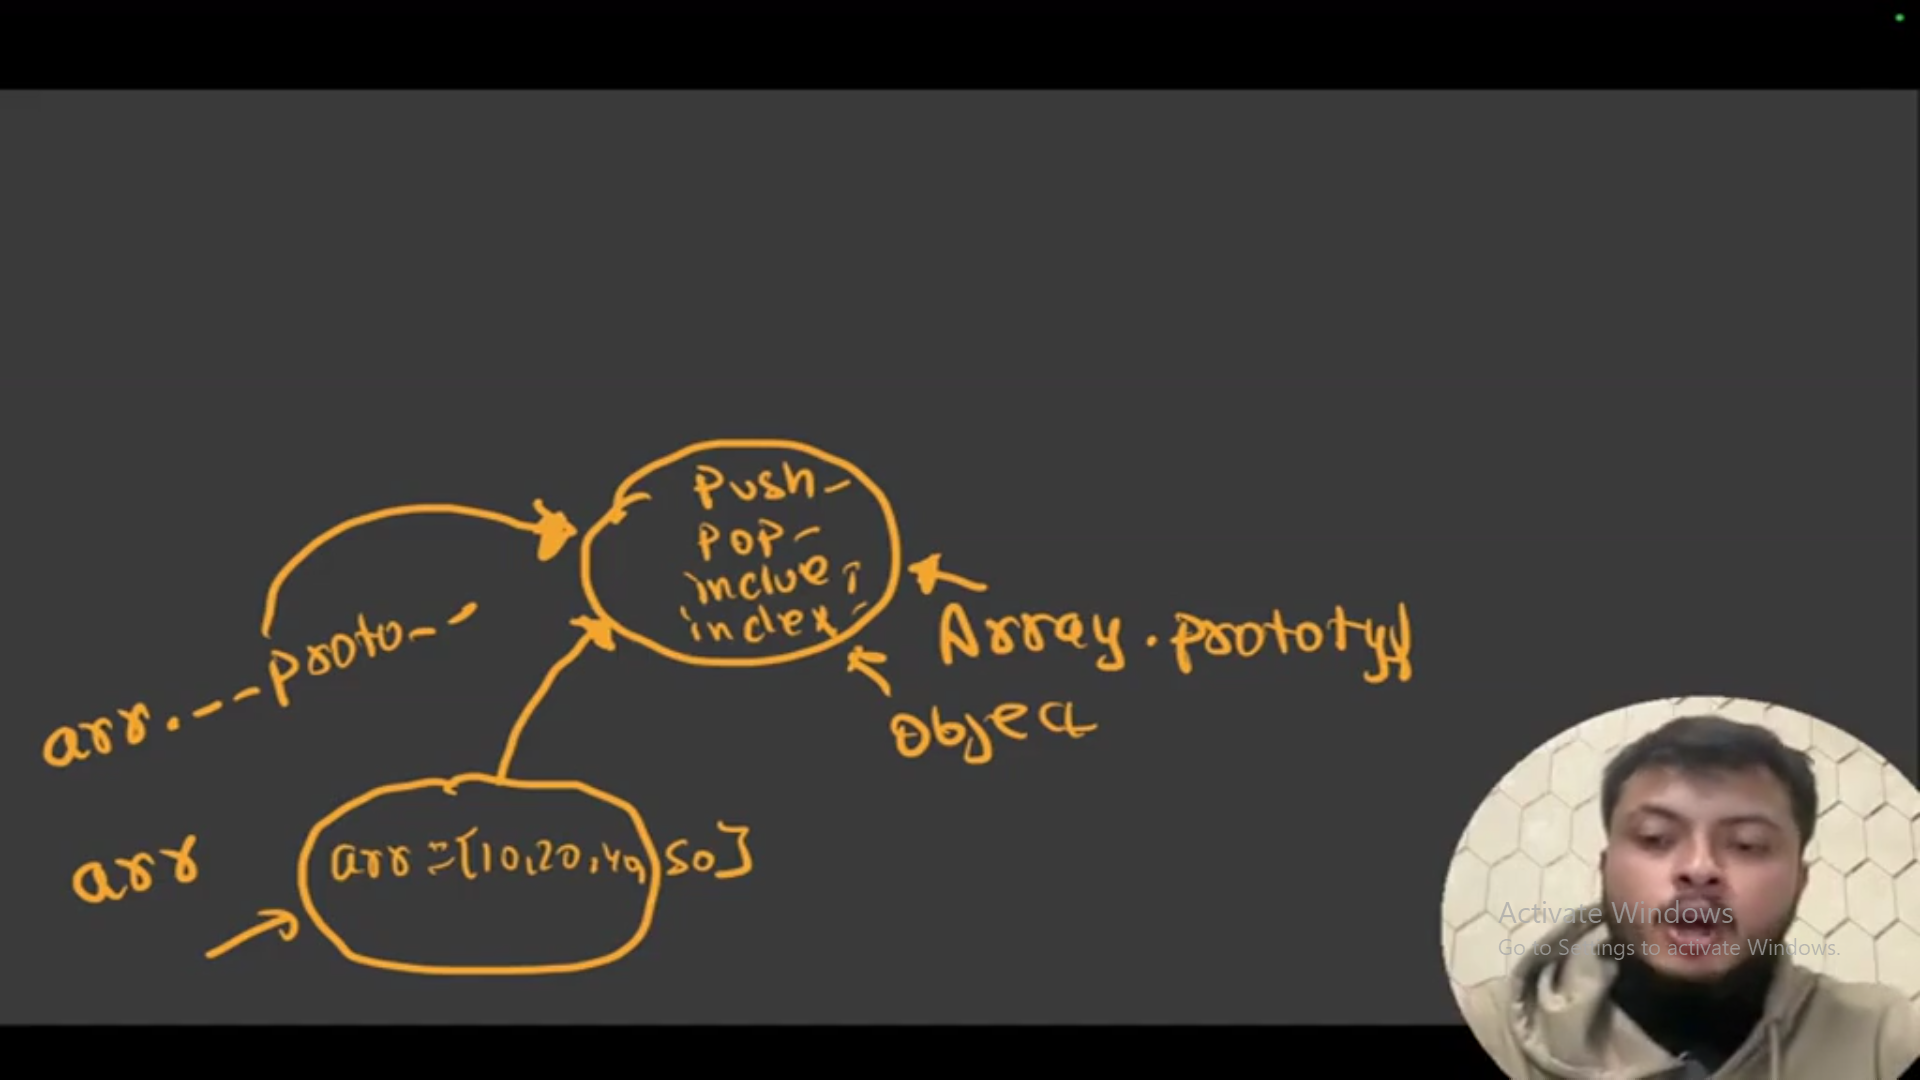 Push-
POP-
inclue,
index-
arr.__proto__
Array.prototyp
Object
arr
arr=[10,20,40,50]
Activate Windows
Go to Settings to activate Windows.